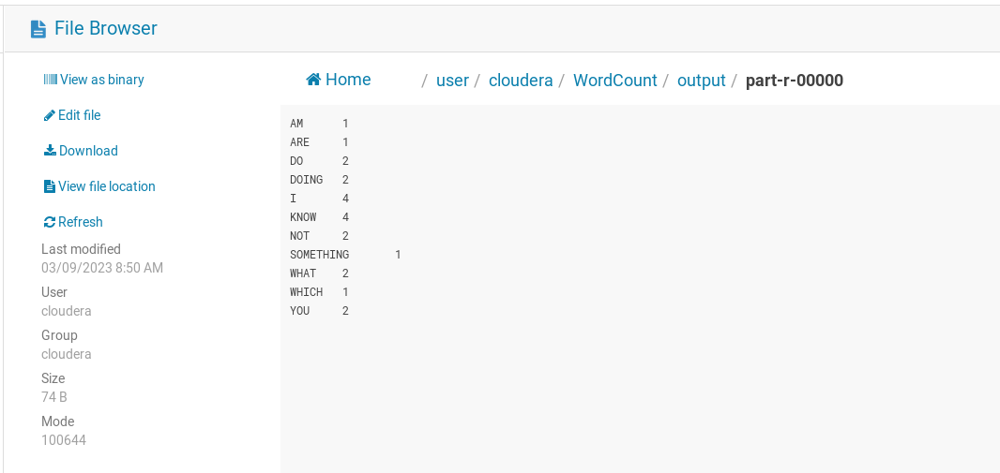 File Browser
View as binary
Edit file
Download
View file location
Refresh
Last modified
03/09/2023 8:50 AM
User
cloudera
Group
cloudera
Size
74 B
Mode
100644
Home / user / cloudera / WordCount / output / part-r-00000
AM 1
ARE 1
DO 2
DOING 2
I 4
KNOW 4
NOT 2
SOMETHING 1
WHAT 2
WHICH 1
YOU 2